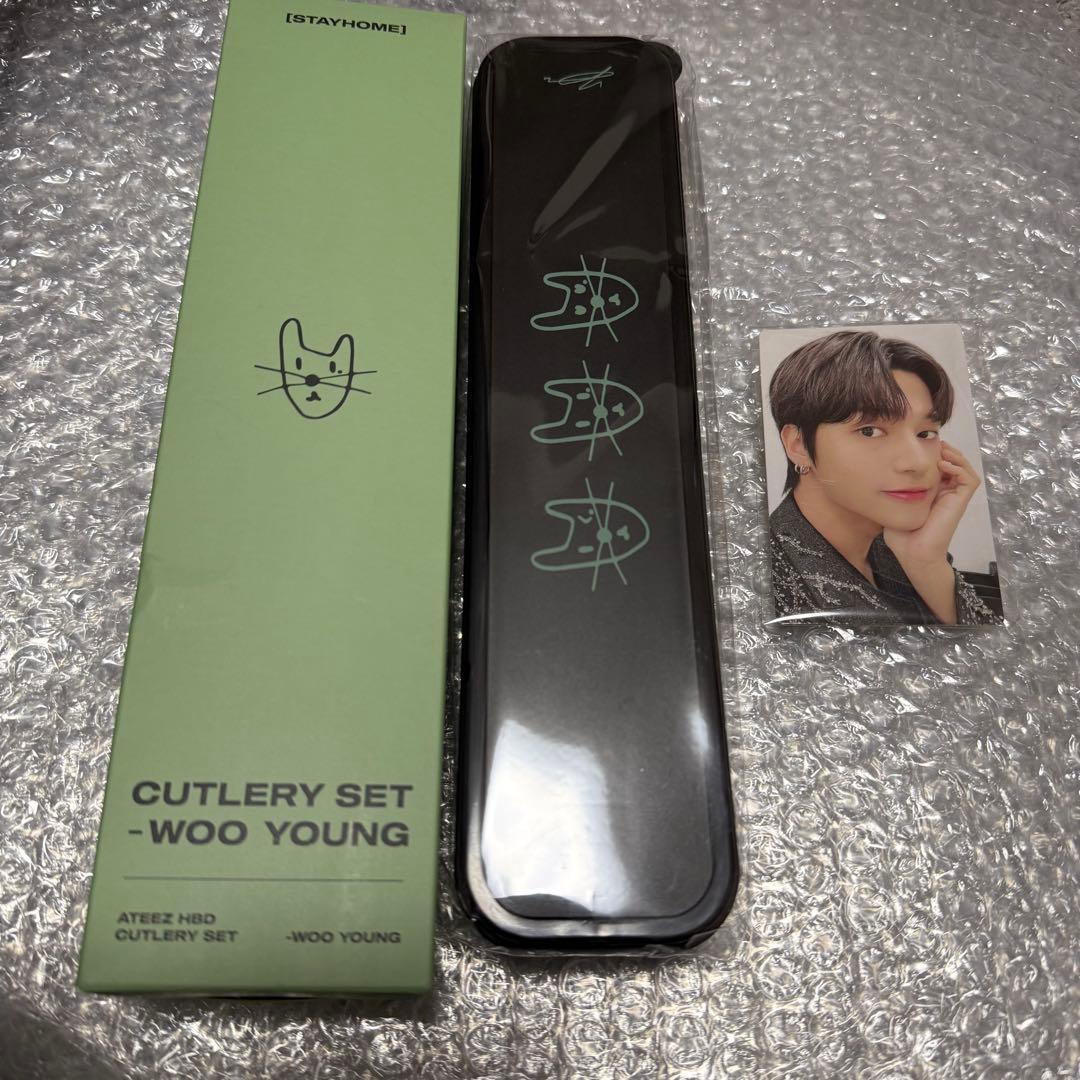 [STAYHOME]
CUTLERY SET
-WOO YOUNG
ATEEZ HBD
CUTLERY SET -WOO YOUNG